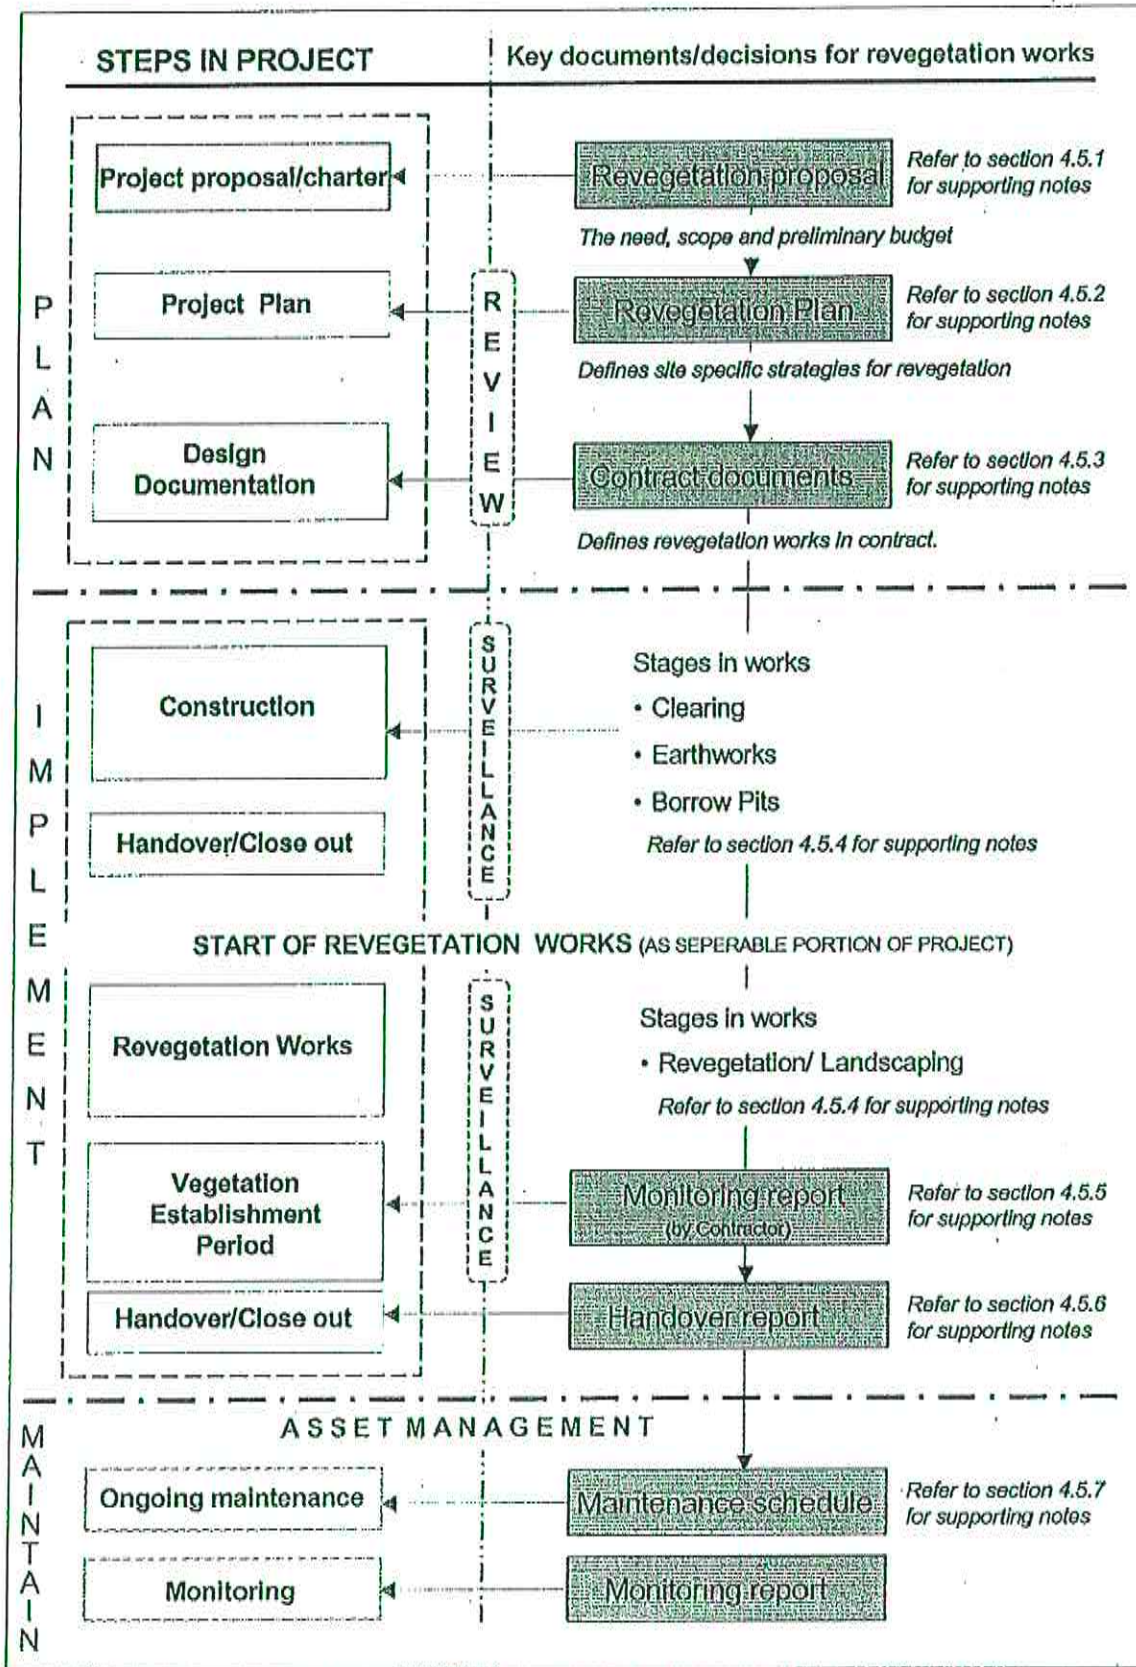 STEPS IN PROJECT
Key documents/decisions for revegetation works
PLAN
Project proposal/charter
Revegetation proposal
Refer to section 4.5.1
for supporting notes
The need, scope and preliminary budget
REVIEW
Project Plan
Revegetation Plan
Refer to section 4.5.2
for supporting notes
Defines site specific strategies for revegetation
Design
Documentation
Contract documents
Refer to section 4.5.3
for supporting notes
Defines revegetation works in contract.
IMPLEMENT
SURVEILLANCE
Construction
Stages in works
• Clearing
• Earthworks
• Borrow Pits
Handover/Close out
Refer to section 4.5.4 for supporting notes
START OF REVEGETATION WORKS (AS SEPERABLE PORTION OF PROJECT)
SURVEILLANCE
Revegetation Works
Stages in works
• Revegetation/ Landscaping
Refer to section 4.5.4 for supporting notes
Vegetation
Establishment
Period
Monitoring report
(by Contractor)
Refer to section 4.5.5
for supporting notes
Handover/Close out
Handover report
Refer to section 4.5.6
for supporting notes
MAINTAIN
ASSET MANAGEMENT
Ongoing maintenance
Maintenance schedule
Refer to section 4.5.7
for supporting notes
Monitoring
Monitoring report